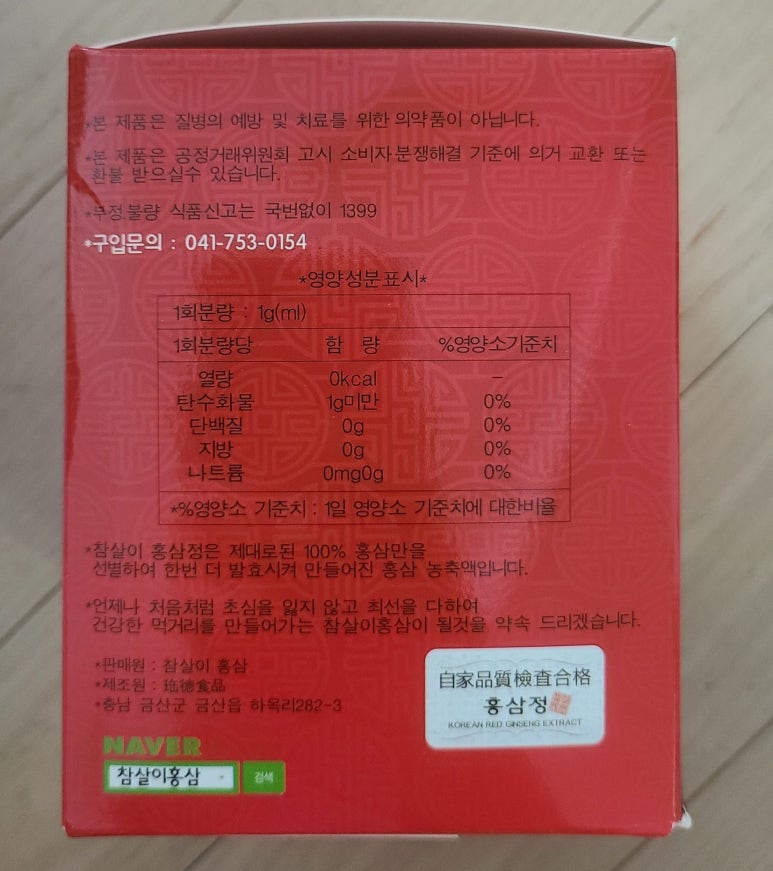 *본 제품은 질병의 예방 및 치료를 위한 의약품이 아닙니다.
*본 제품은 공정거래위원회 고시 소비자 분쟁해결 기준에 의거 교환 또는
환불 받으실수 있습니다.
*부정.불량 식품신고는 국번없이 1399
*구입문의 : 041-753-0154
*영양성분표시*
1회분량 : 1g(ml)
1회분량당 함 량 %영양소기준치
열량 0kcal –
탄수화물 1g미만 0%
단백질 0g 0%
지방 0g 0%
나트륨 0mg0g 0%
*%영양소 기준치 : 1일 영양소 기준치에 대한비율
*참살이 홍삼정은 제대로된 100% 홍삼만을
선별하여 한번 더 발효시켜 만들어진 홍삼 농축액입니다.
*언제나 처음처럼 초심을 잃지 않고 최선을 다하여
건강한 먹거리를 만들어가는 참살이홍삼이 될것을 약속 드리겠습니다.
*판매원 : 참살이 홍삼
*제조원 : 德食品
*충남 금산군 금산읍 하옥리282-3
自家品質檢査合格
홍삼정
KOREAN RED GINSENG EXTRACT
NAVER
참살이홍삼 검색